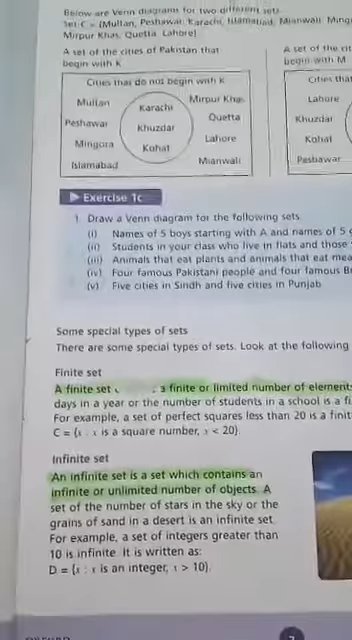 Below are Venn diagrams for two different sets.
Set C = {Multan, Peshawar, Karachi, Islamabad, Mianwali, Ming
Mirpur Khas, Quetta, Lahore}
A set of the cities of Pakistan that
begin with K
A set of the cit
begin with M
Cities that do not begin with K
Multan
Karachi
Mirpur Khas
Peshawar
Khuzdar
Quetta
Mingora
Kohat
Lahore
Islamabad
Mianwali
Cities that
Lahore
Khuzdar
Kohat
Peshawar
Exercise 1c
1. Draw a Venn diagram for the following sets.
(i) Names of 5 boys starting with A and names of 5
(ii) Students in your class who live in flats and those
(iii) Animals that eat plants and animals that eat mea
(iv) Four famous Pakistani people and four famous B
(v) Five cities in Sindh and five cities in Punjab
Some special types of sets
There are some special types of sets. Look at the following
Finite set
A finite set a finite or limited number of elements
days in a year or the number of students in a school is a fi
For example, a set of perfect squares less than 20 is a finit
C = {x : x is a square number, x < 20}.
Infinite set
An infinite set is a set which contains an
infinite or unlimited number of objects. A
set of the number of stars in the sky or the
grains of sand in a desert is an infinite set.
For example, a set of integers greater than
10 is infinite. It is written as:
D = {x : x is an integer, x > 10}.
OXFORD